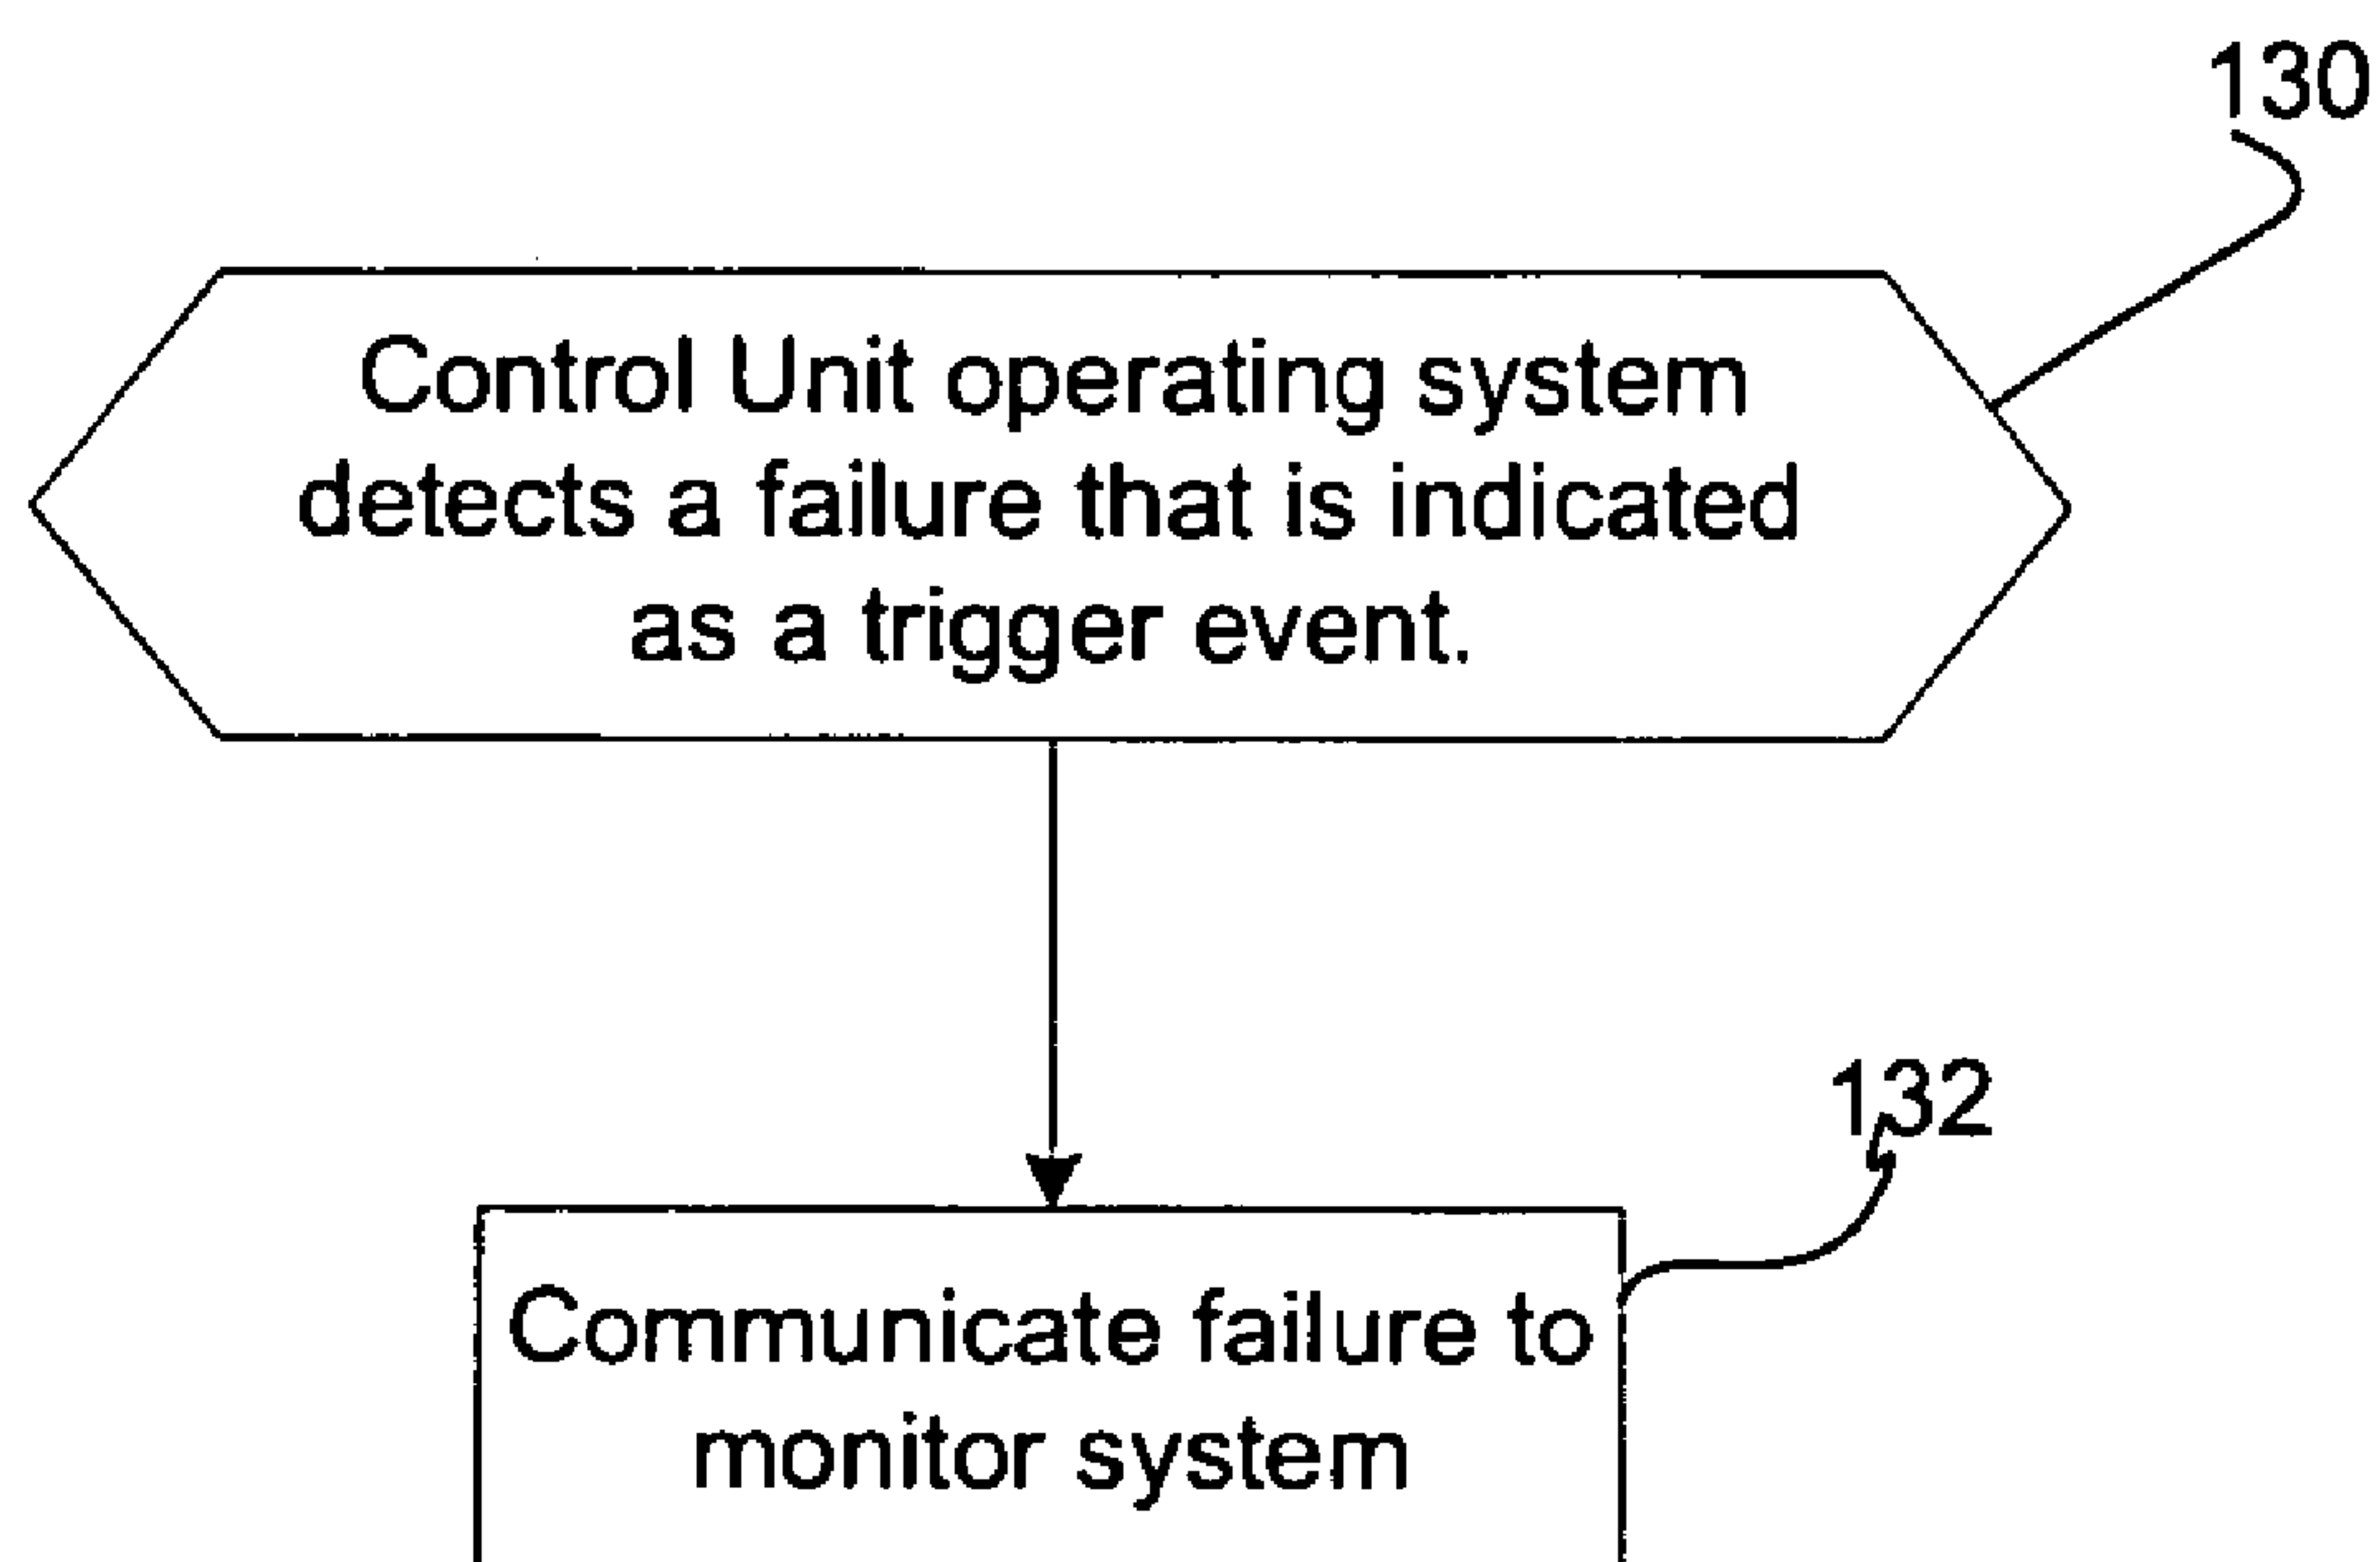 130
Control Unit operating system
detects a failure that is indicated
as a trigger event.
132
Communicate failure to
monitor system